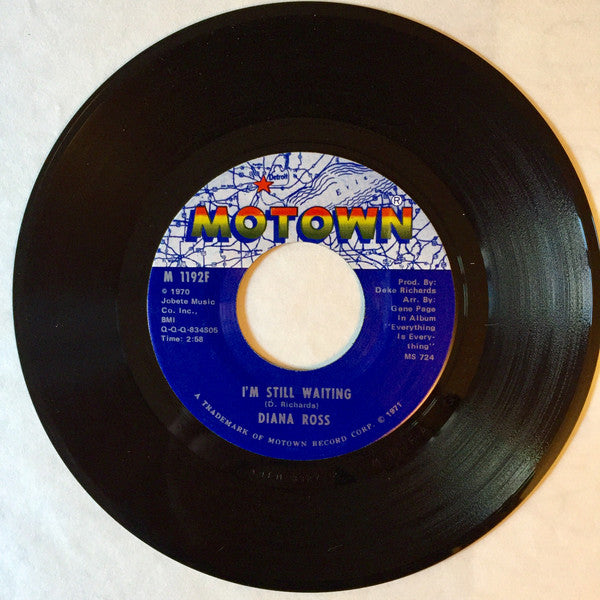 Detroit
MOTOWN®
M 1192F
© 1970
Jobete Music
Co. Inc.,
BMI
Q-Q-Q-834S05
Time: 2:58
Prod. By:
Deke Richards
Arr. By:
Gene Page
In Album
"Everything
Is Every-
thing"
MS 724
I'M STILL WAITING
(D. Richards)
DIANA ROSS
A TRADEMARK OF MOTOWN RECORD CORP. © 1971